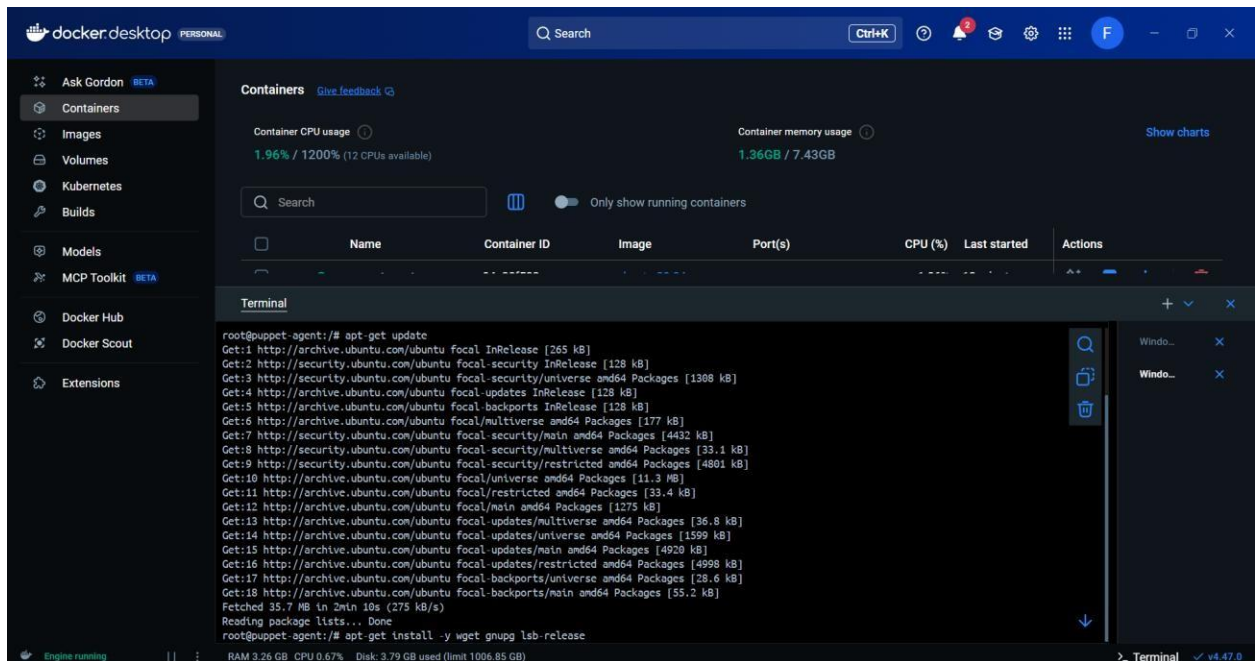 docker.desktop PERSONAL
Search
Ctrl+K
2
F
Ask Gordon BETA
Containers
Images
Volumes
Kubernetes
Builds
Models
MCP Toolkit BETA
Docker Hub
Docker Scout
Extensions
Containers Give feedback
Container CPU usage
1.96% / 1200% (12 CPUs available)
Container memory usage
1.36GB / 7.43GB
Show charts
Search
Only show running containers
Name Container ID Image Port(s) CPU (%) Last started Actions
Terminal
root@puppet-agent:/# apt-get update
Get:1 http://archive.ubuntu.com/ubuntu focal InRelease [265 kB]
Get:2 http://security.ubuntu.com/ubuntu focal-security InRelease [128 kB]
Get:3 http://security.ubuntu.com/ubuntu focal-security/universe amd64 Packages [1308 kB]
Get:4 http://archive.ubuntu.com/ubuntu focal-updates InRelease [128 kB]
Get:5 http://archive.ubuntu.com/ubuntu focal-backports InRelease [128 kB]
Get:6 http://archive.ubuntu.com/ubuntu focal/multiverse amd64 Packages [177 kB]
Get:7 http://security.ubuntu.com/ubuntu focal-security/main amd64 Packages [4432 kB]
Get:8 http://security.ubuntu.com/ubuntu focal-security/multiverse amd64 Packages [33.1 kB]
Get:9 http://security.ubuntu.com/ubuntu focal-security/restricted amd64 Packages [4801 kB]
Get:10 http://archive.ubuntu.com/ubuntu focal/universe amd64 Packages [11.3 MB]
Get:11 http://archive.ubuntu.com/ubuntu focal/restricted amd64 Packages [33.4 kB]
Get:12 http://archive.ubuntu.com/ubuntu focal/main amd64 Packages [1275 kB]
Get:13 http://archive.ubuntu.com/ubuntu focal-updates/multiverse amd64 Packages [36.8 kB]
Get:14 http://archive.ubuntu.com/ubuntu focal-updates/universe amd64 Packages [1599 kB]
Get:15 http://archive.ubuntu.com/ubuntu focal-updates/main amd64 Packages [4920 kB]
Get:16 http://archive.ubuntu.com/ubuntu focal-updates/restricted amd64 Packages [4998 kB]
Get:17 http://archive.ubuntu.com/ubuntu focal-backports/universe amd64 Packages [28.6 kB]
Get:18 http://archive.ubuntu.com/ubuntu focal-backports/main amd64 Packages [55.2 kB]
Fetched 35.7 MB in 2min 10s (275 kB/s)
Reading package lists... Done
root@puppet-agent:/# apt-get install -y wget gnupg lsb-release
Windo...
Windo...
Engine running
RAM 3.26 GB CPU 0.67% Disk: 3.79 GB used (limit 1006.85 GB)
Terminal
v4.47.0